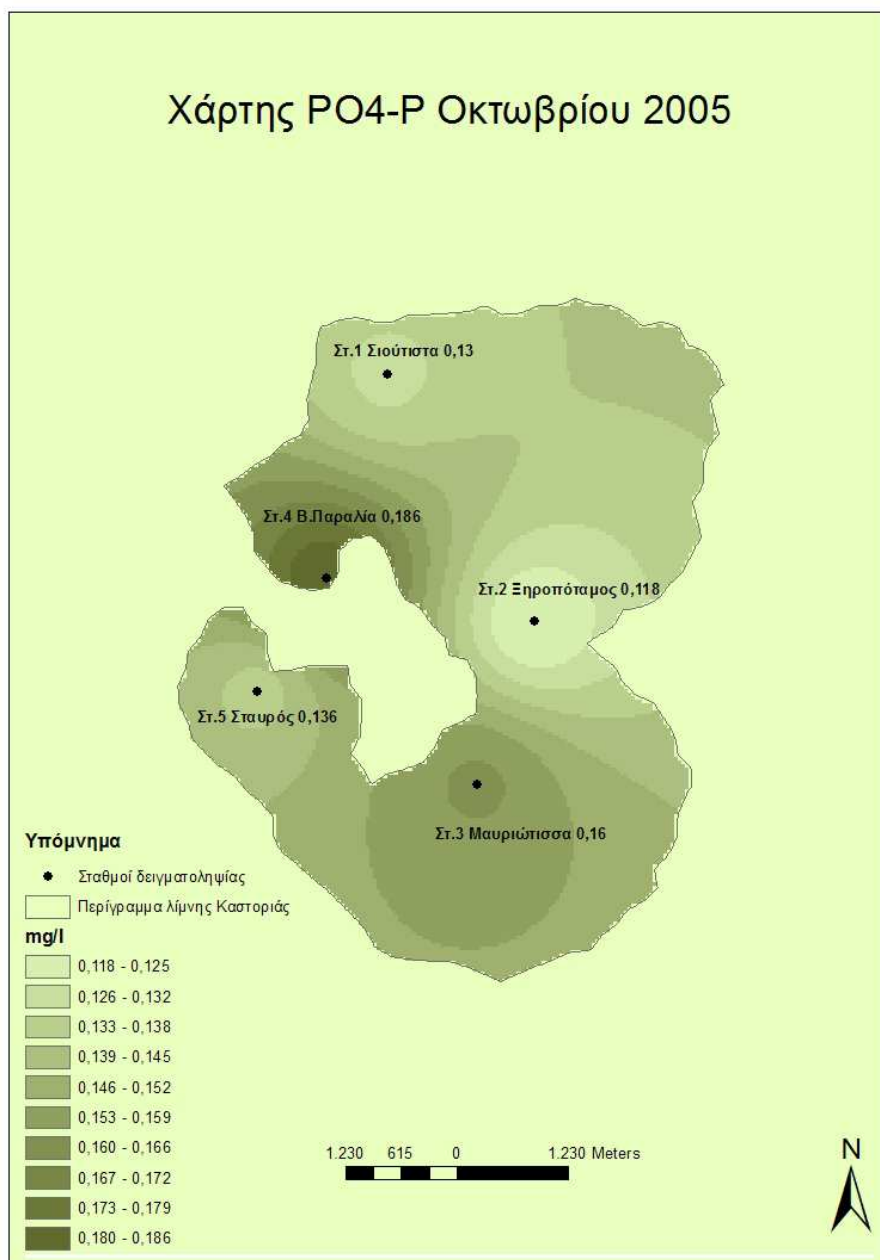 Χάρτης PO4-P Οκτωβρίου 2005
Στ.1 Σιούτιστα 0,13
Στ.4 Β.Παραλία 0,186
Στ.2 Ξηροπόταμος 0,118
Στ.5 Σταυρός 0,136
Στ.3 Μαυριώτισσα 0,16
Υπόμνημα
Σταθμοί δειγματοληψίας
Περίγραμμα λίμνης Καστοριάς
mg/l
0,118 - 0,125
0,126 - 0,132
0,133 - 0,138
0,139 - 0,145
0,146 - 0,152
0,153 - 0,159
0,160 - 0,166
0,167 - 0,172
0,173 - 0,179
0,180 - 0,186
1.230 615 0 1.230 Meters
N